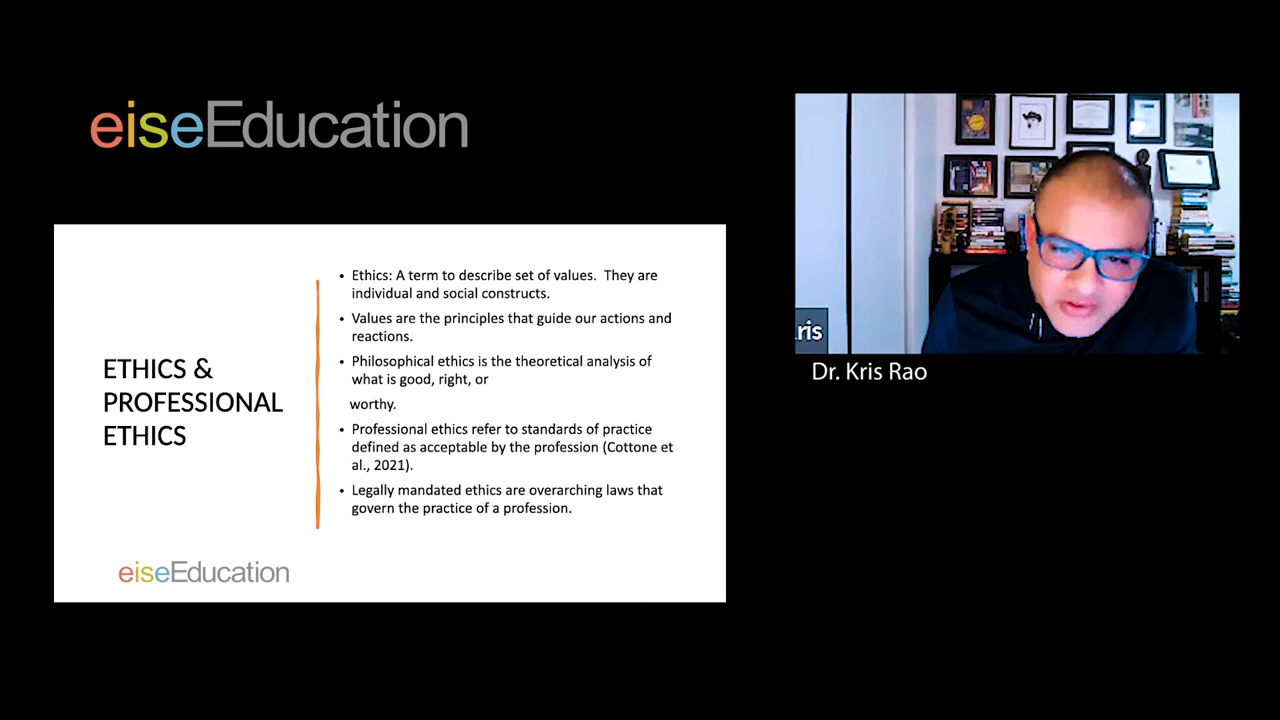 eiseEducation
ETHICS &
PROFESSIONAL
ETHICS
• Ethics: A term to describe set of values.  They are
individual and social constructs.
• Values are the principles that guide our actions and
reactions.
• Philosophical ethics is the theoretical analysis of
what is good, right, or
worthy.
• Professional ethics refer to standards of practice
defined as acceptable by the profession (Cottone et
al., 2021).
• Legally mandated ethics are overarching laws that
govern the practice of a profession.
eiseEducation
ris
Dr. Kris Rao